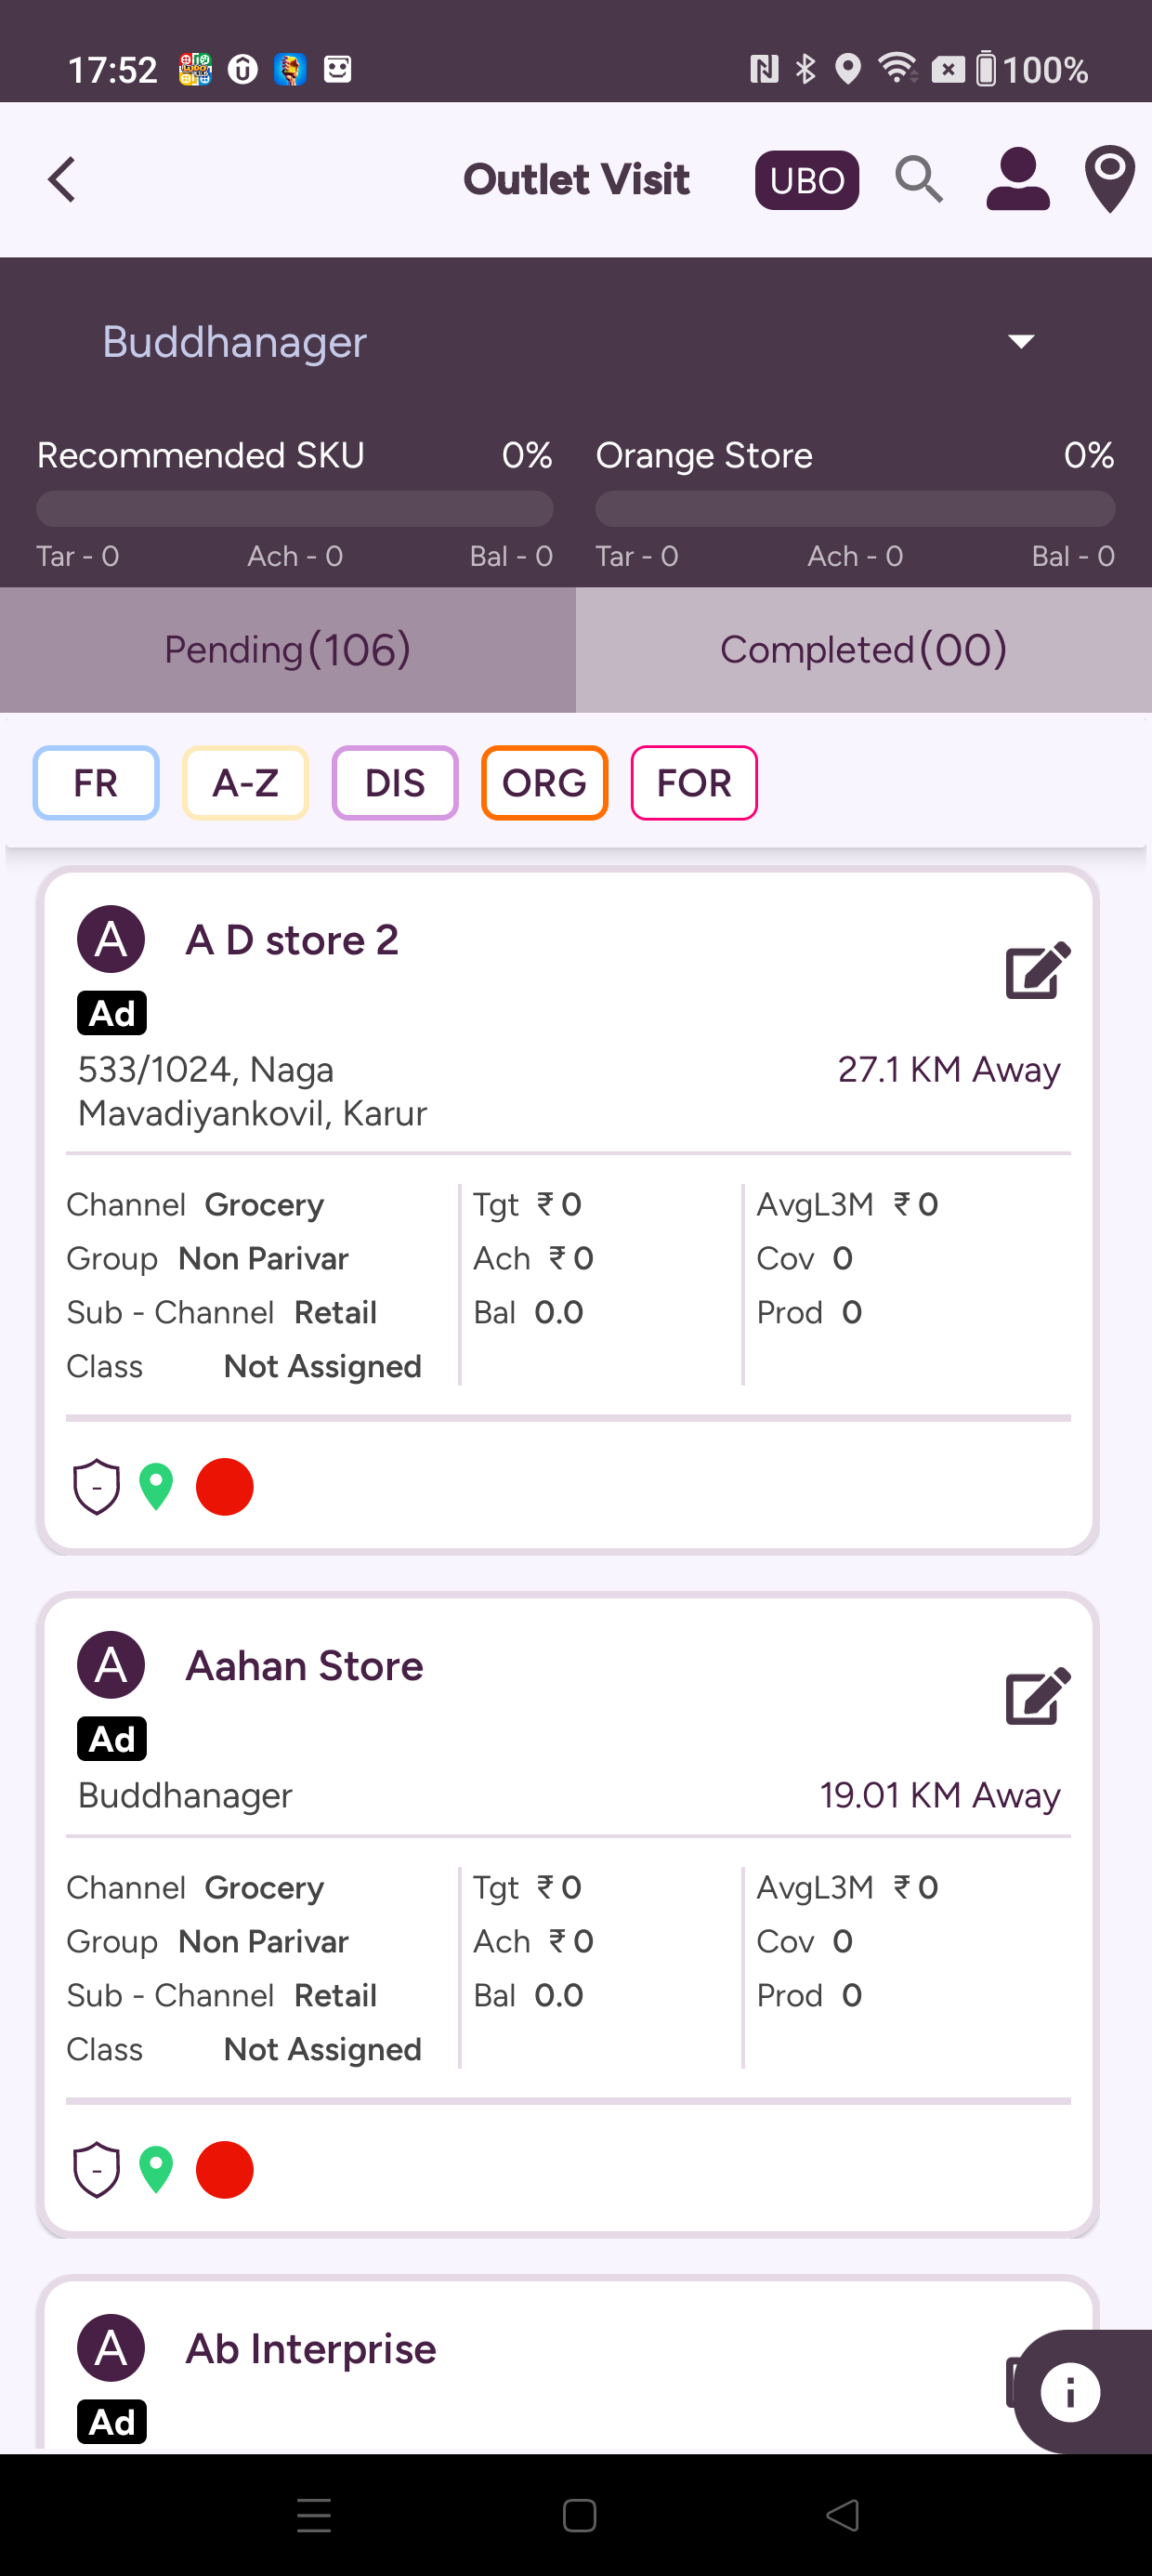 17:52
100%
Outlet Visit UBO
Buddhanager
Recommended SKU 0% Orange Store 0%
Tar - 0 Ach - 0 Bal - 0 Tar - 0 Ach - 0 Bal - 0
Pending(106) Completed(00)
FR A-Z DIS ORG FOR
A A D store 2
Ad
533/1024, Naga 27.1 KM Away
Mavadiyankovil, Karur
Channel Grocery Tgt ₹ 0 AvgL3M ₹ 0
Group Non Parivar Ach ₹ 0 Cov 0
Sub - Channel Retail Bal 0.0 Prod 0
Class Not Assigned
-
A Aahan Store
Ad
Buddhanager 19.01 KM Away
Channel Grocery Tgt ₹ 0 AvgL3M ₹ 0
Group Non Parivar Ach ₹ 0 Cov 0
Sub - Channel Retail Bal 0.0 Prod 0
Class Not Assigned
-
A Ab Interprise
Ad